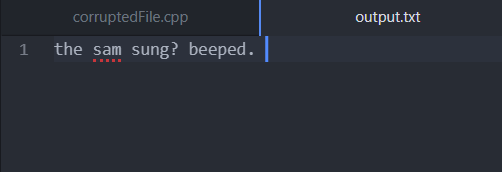 corruptedFile.cpp output.txt
1 the sam sung? beeped.